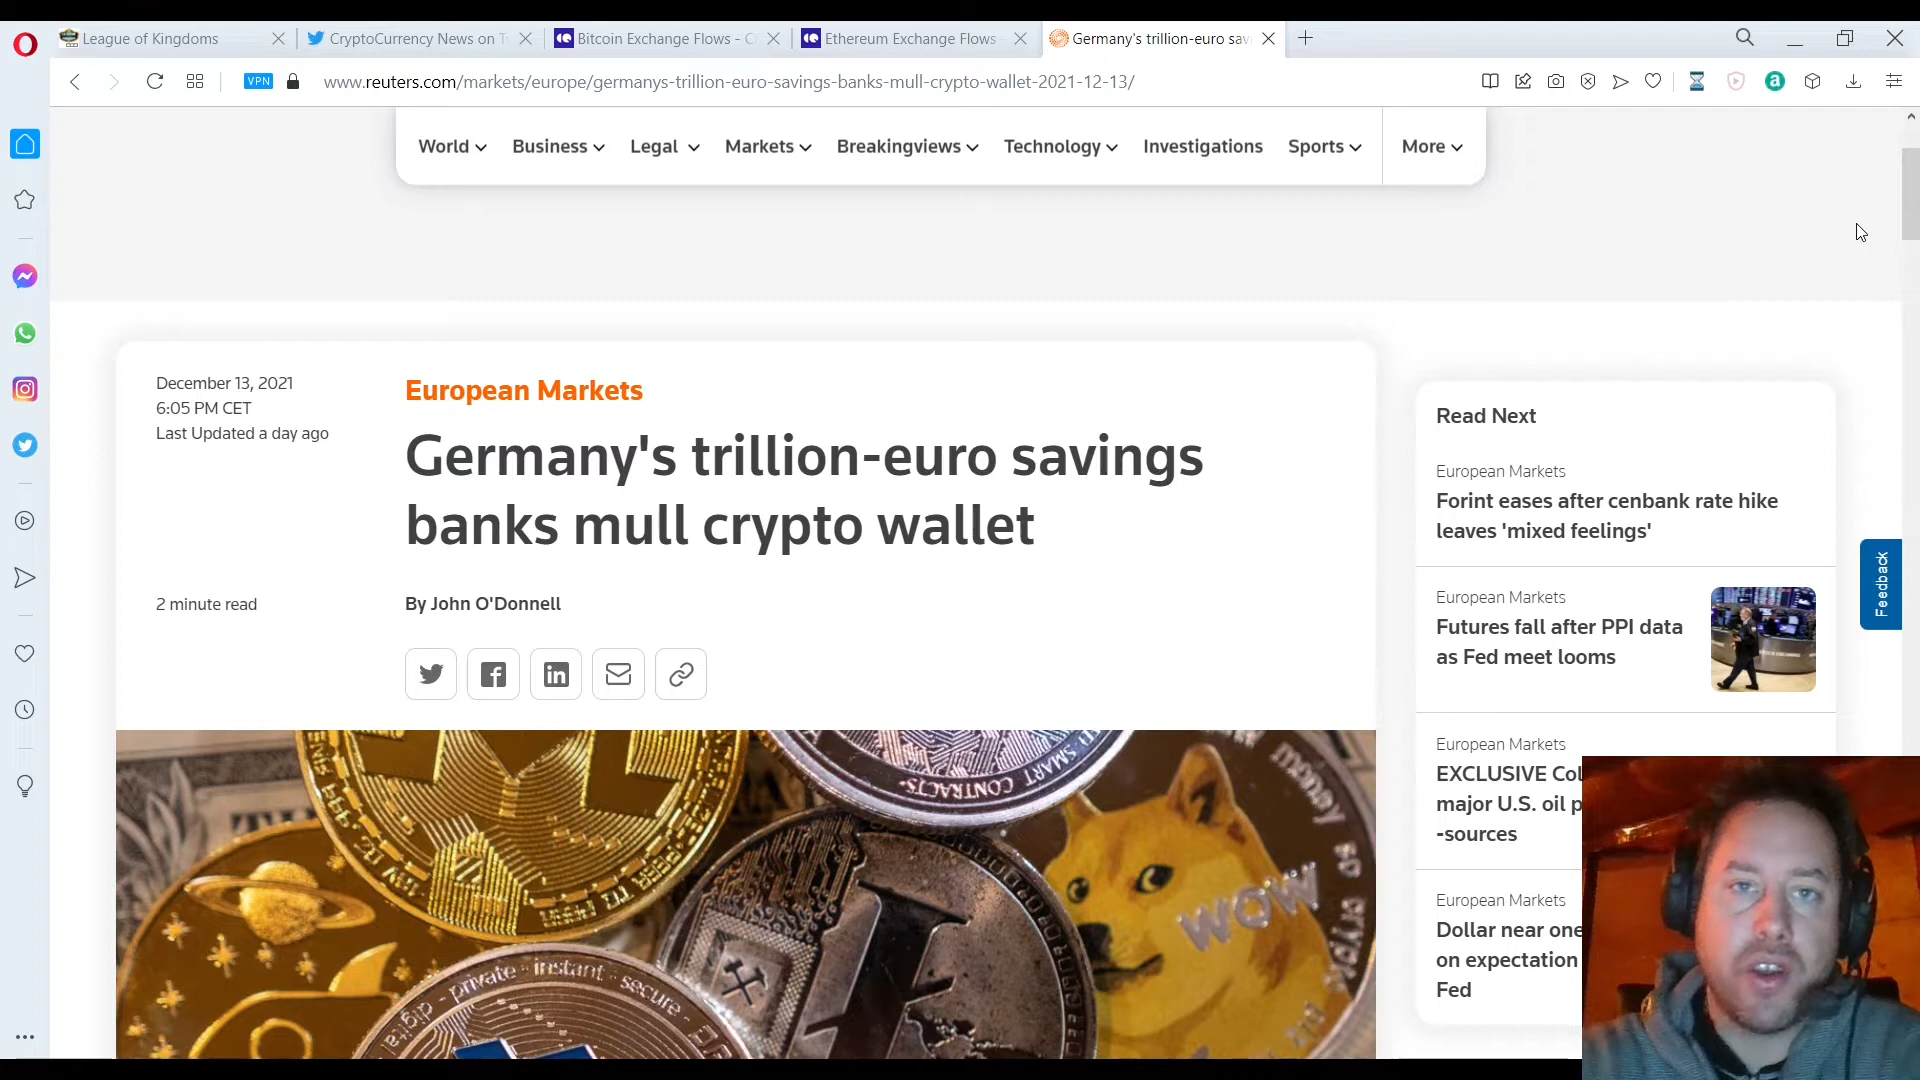 League of Kingdoms
CryptoCurrency News on T
Bitcoin Exchange Flows - C
Ethereum Exchange Flows
Germany's trillion-euro sav
VPN
www.reuters.com/markets/europe/germanys-trillion-euro-savings-banks-mull-crypto-wallet-2021-12-13/
World
Business
Legal
Markets
Breakingviews
Technology
Investigations
Sports
More
December 13, 2021
6:05 PM CET
Last Updated a day ago
European Markets
Germany's trillion-euro savings
banks mull crypto wallet
2 minute read
By John O'Donnell
Read Next
European Markets
Forint eases after cenbank rate hike
leaves 'mixed feelings'
European Markets
Futures fall after PPI data
as Fed meet looms
European Markets
EXCLUSIVE Col
major U.S. oil p
-sources
European Markets
Dollar near one
on expectation
Fed
Feedback
SMART
CONTRACTS
WOW
private · instant · secure